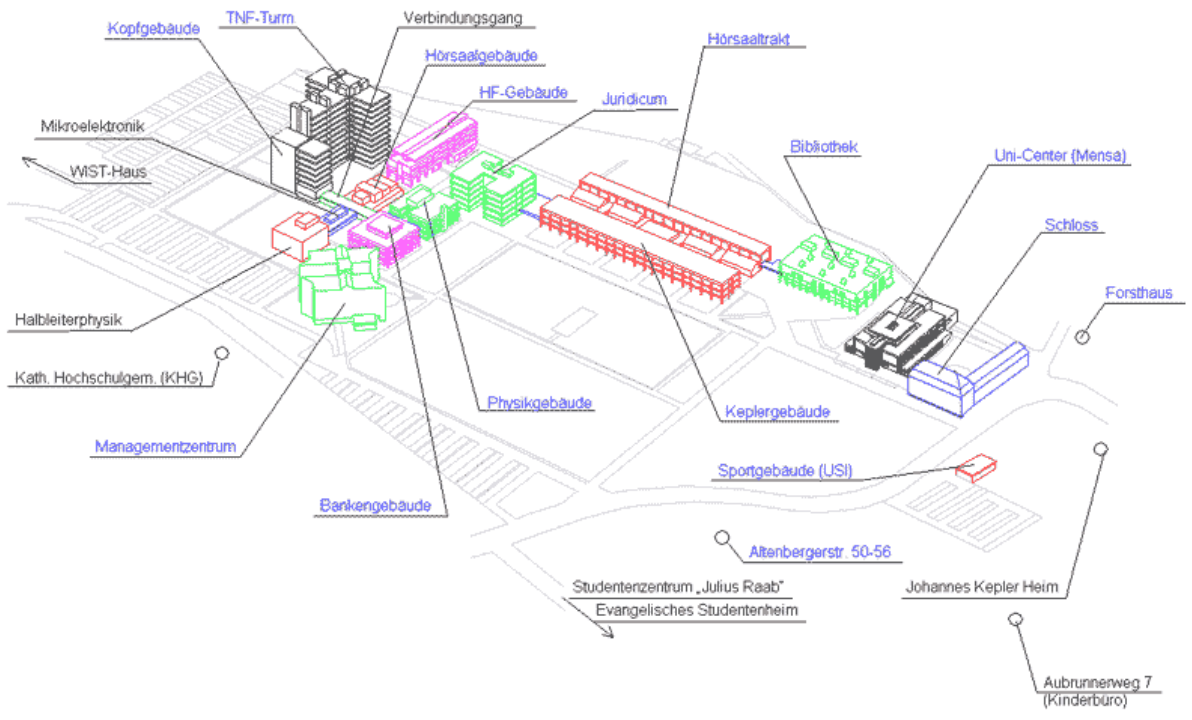 TNF-Turm
Verbindungsgang
Kopfgebäude
Hörsaaltrakt
Hörsaalgebäude
HF-Gebäude
Juridicum
Mikroelektronik
Bibliothek
Uni-Center (Mensa)
WIST-Haus
Schloss
Forsthaus
Halbleiterphysik
Kath. Hochschulgem. (KHG)
Physikgebäude
Keplergebäude
Managementzentrum
Sportgebäude (USI)
Bankengebäude
Altenbergerstr. 50-56
Studentenzentrum „Julius Raab"
Johannes Kepler Heim
Evangelisches Studentenheim
Aubrunnerweg 7
(Kinderbüro)